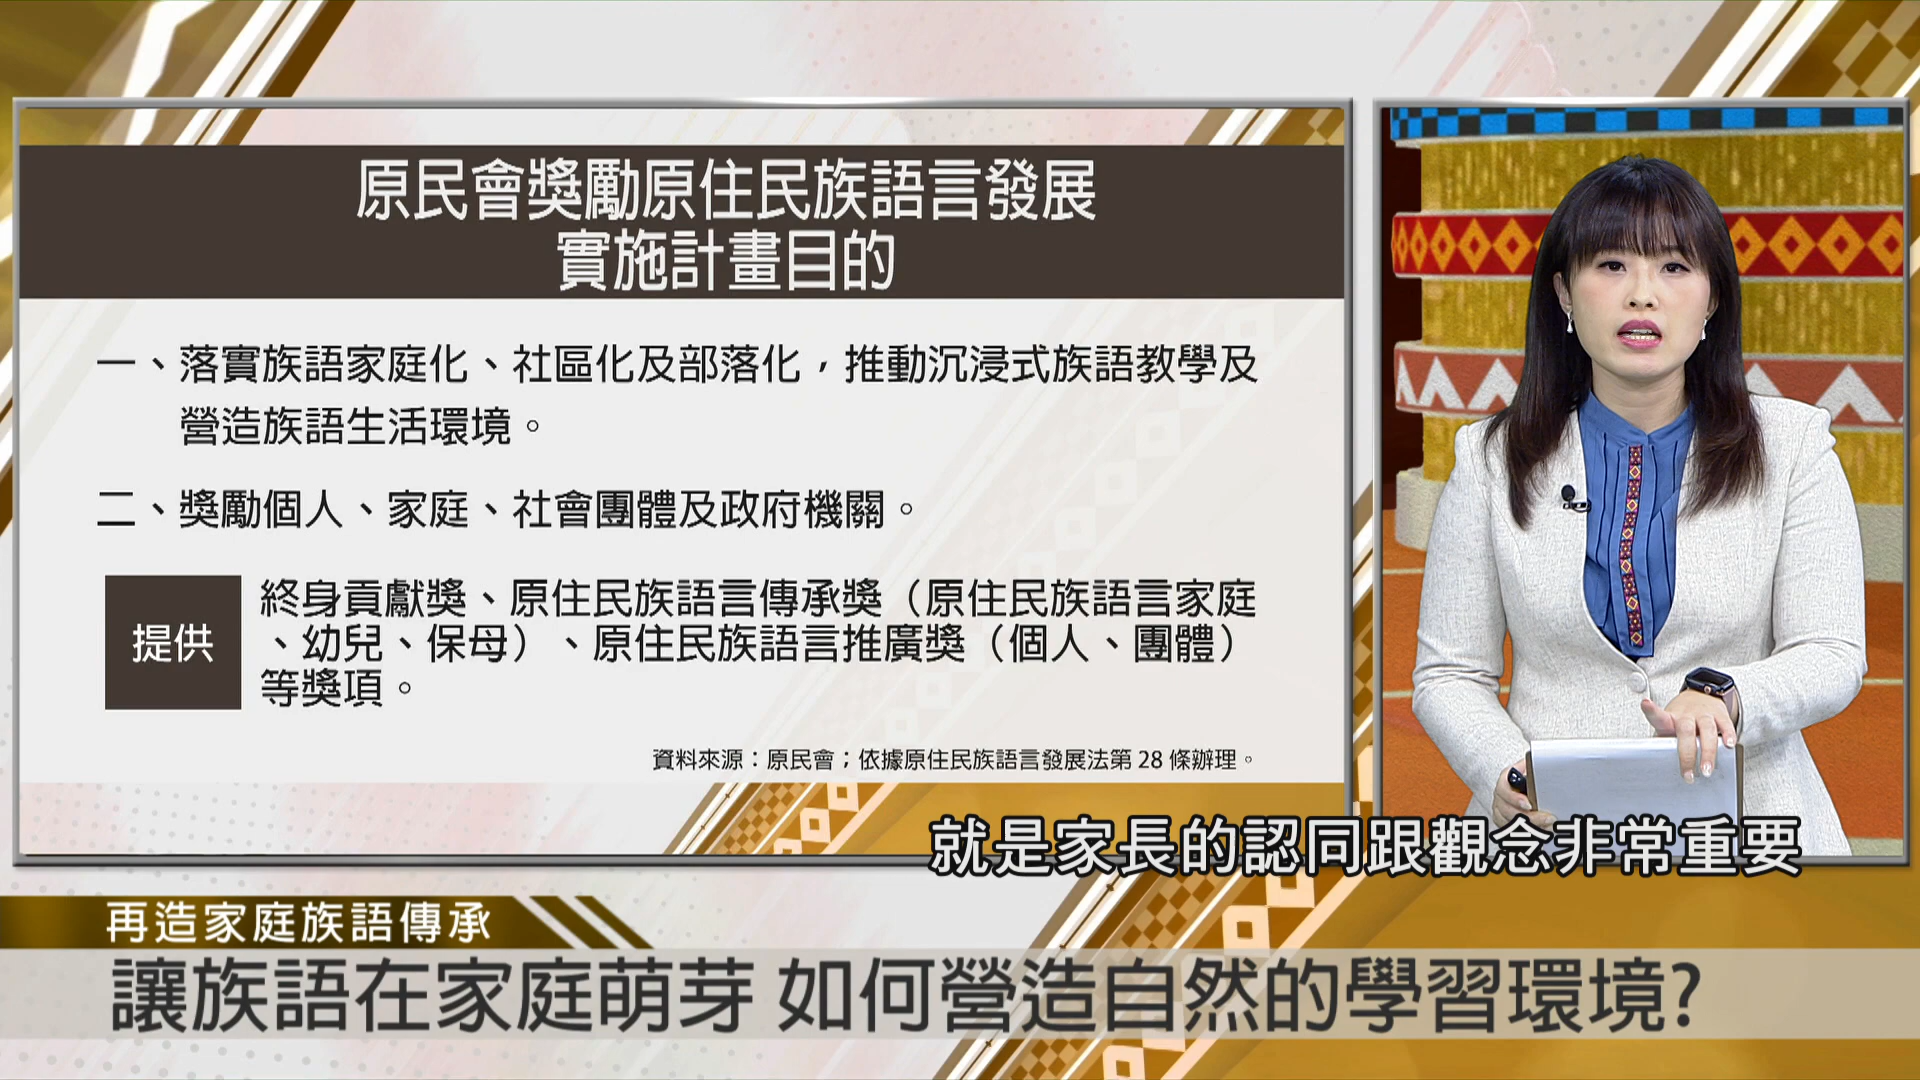 原民會獎勵原住民族語言發展
實施計畫目的
一、落實族語家庭化、社區化及部落化，推動沉浸式族語教學及
營造族語生活環境。
二、獎勵個人、家庭、社會團體及政府機關。
提供
終身貢獻獎、原住民族語言傳承獎（原住民族語言家庭
、幼兒、保母）、原住民族語言推廣獎（個人、團體）
等獎項。
資料來源：原民會；依據原住民族語言發展法第 28 條辦理。
就是家長的認同跟觀念非常重要
再造家庭族語傳承
讓族語在家庭萌芽 如何營造自然的學習環境?